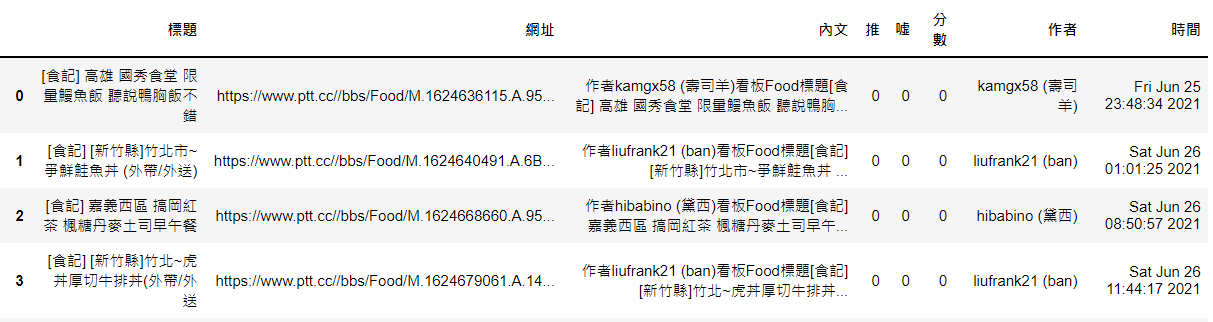 標題 網址 內文 推 噓 分數 作者 時間
0 [食記] 高雄 國秀食堂 限量鰻魚飯 聽說鴨胸飯不錯 https://www.ptt.cc//bbs/Food/M.1624636115.A.95... 作者kamgx58 (壽司羊)看板Food標題[食記] 高雄 國秀食堂 限量鰻魚飯 聽說鴨胸... 0 0 0 kamgx58 (壽司羊) Fri Jun 25 23:48:34 2021
1 [食記] [新竹縣]竹北市~爭鮮鮭魚丼 (外帶/外送) https://www.ptt.cc//bbs/Food/M.1624640491.A.6B... 作者liufrank21 (ban)看板Food標題[食記] [新竹縣]竹北市~爭鮮鮭魚丼 ... 0 0 0 liufrank21 (ban) Sat Jun 26 01:01:25 2021
2 [食記] 嘉義西區 搞岡紅茶 楓糖丹麥土司早午餐 https://www.ptt.cc//bbs/Food/M.1624668660.A.95... 作者hibabino (黛西)看板Food標題[食記] 嘉義西區 搞岡紅茶 楓糖丹麥土司早午... 0 0 0 hibabino (黛西) Sat Jun 26 08:50:57 2021
3 [食記] [新竹縣]竹北~虎丼厚切牛排丼(外帶/外送 https://www.ptt.cc//bbs/Food/M.1624679061.A.14... 作者liufrank21 (ban)看板Food標題[食記] [新竹縣]竹北~虎丼厚切牛排丼... 0 0 0 liufrank21 (ban) Sat Jun 26 11:44:17 2021